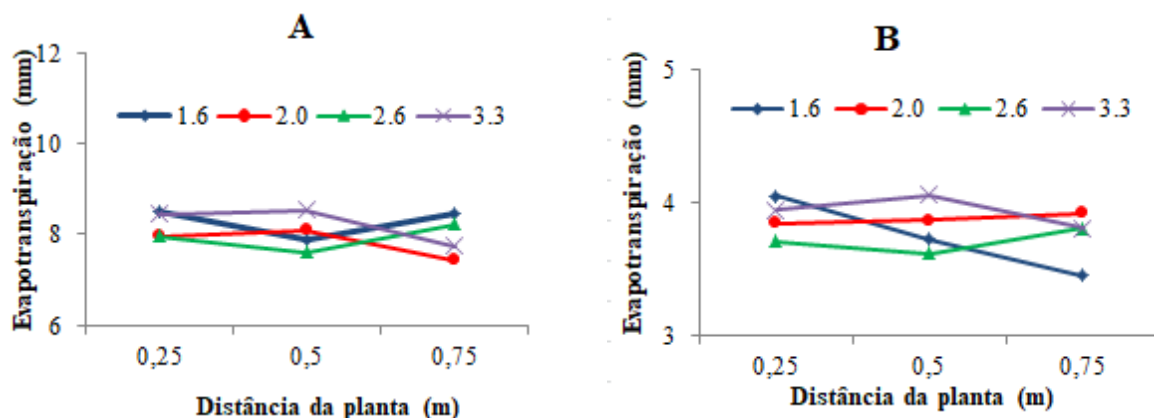 A
Evapotranspiração (mm)
12
10
8
6
1.6 2.0 2.6 3.3
0,25 0,5 0,75
Distância da planta (m)
B
Evapotranspiração (mm)
5
4
3
1.6 2.0 2.6 3.3
0,25 0,5 0,75
Distância da planta (m)